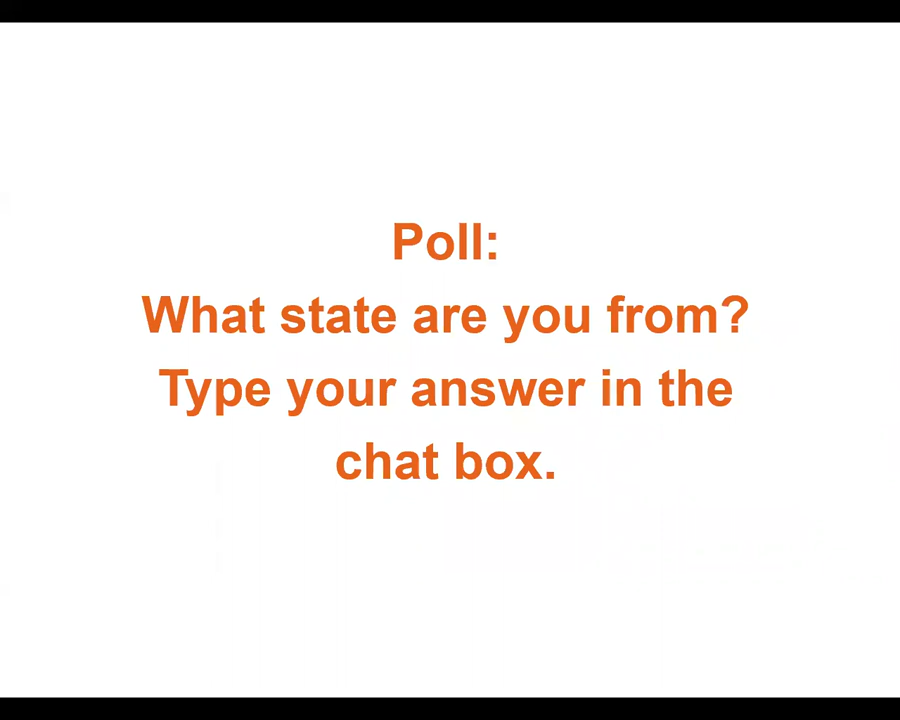 Poll:
What state are you from?
Type your answer in the
chat box.